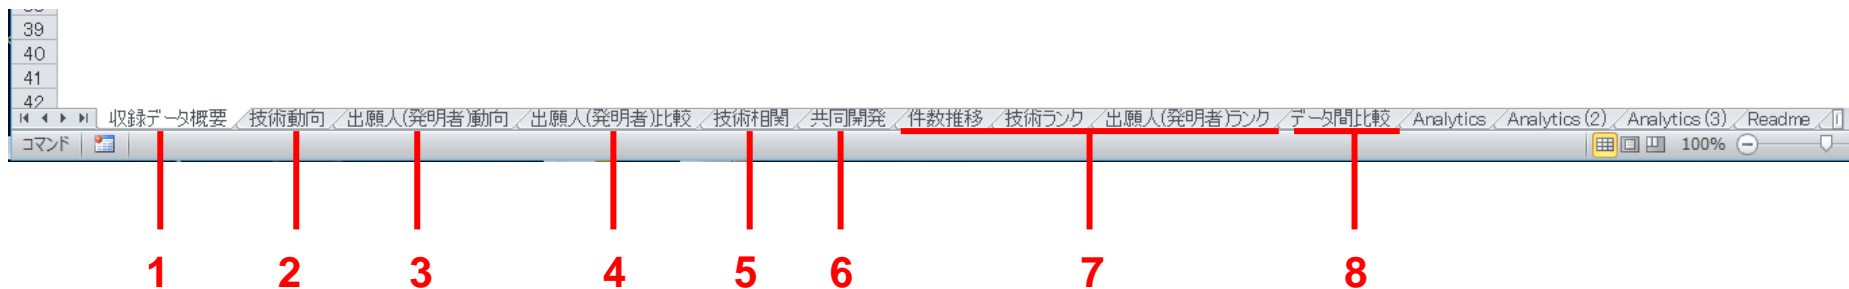 39
40
41
42
収録データ概要 技術動向 出願人(発明者)動向 出願人(発明者)比較 技術相関 共同開発 件数推移 技術ランク 出願人(発明者)ランク データ間比較 Analytics Analytics (2) Analytics (3) Readme
コマンド 100%
1 2 3 4 5 6 7 8